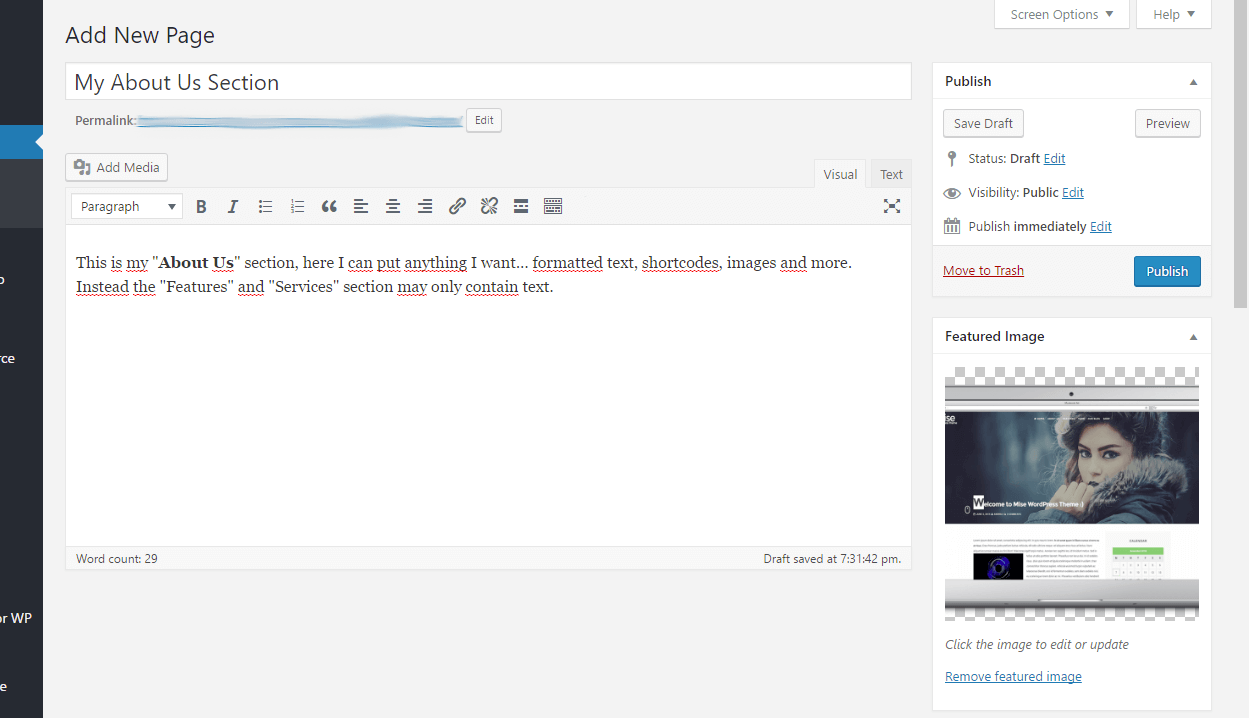 Screen Options
Help
Add New Page
My About Us Section
Permalink:
Edit
Add Media
Visual
Text
Paragraph
This is my "About Us" section, here I can put anything I want... formatted text, shortcodes, images and more.
Instead the "Features" and "Services" section may only contain text.
Word count: 29
Draft saved at 7:31:42 pm.
Publish
Save Draft
Preview
Status: Draft Edit
Visibility: Public Edit
Publish immediately Edit
Move to Trash
Publish
Featured Image
Welcome to Mise WordPress Theme :)
CALENDAR
Click the image to edit or update
Remove featured image
rce
or WP
e